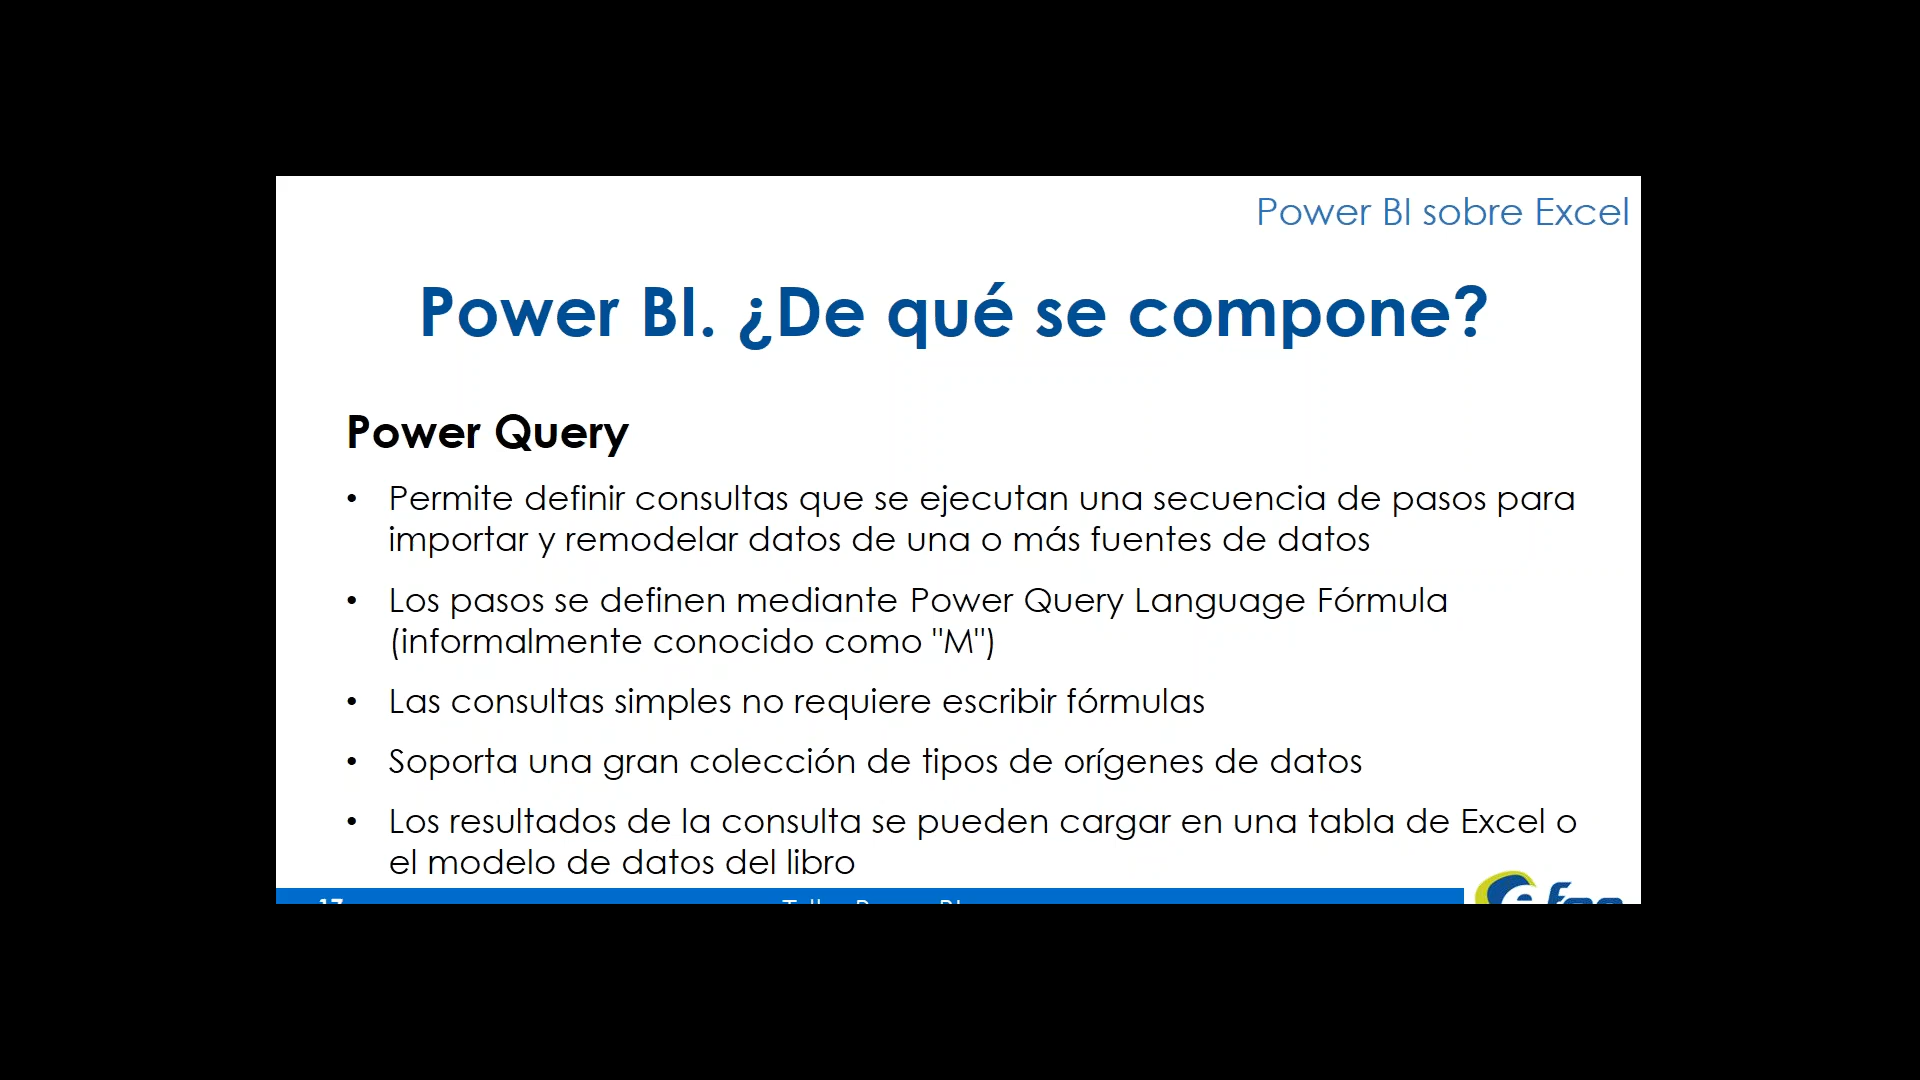 Power BI sobre Excel
Power BI. ¿De qué se compone?
Power Query
• Permite definir consultas que se ejecutan una secuencia de pasos para
importar y remodelar datos de una o más fuentes de datos
• Los pasos se definen mediante Power Query Language Fórmula
(informalmente conocido como "M")
• Las consultas simples no requiere escribir fórmulas
• Soporta una gran colección de tipos de orígenes de datos
• Los resultados de la consulta se pueden cargar en una tabla de Excel o
el modelo de datos del libro
17